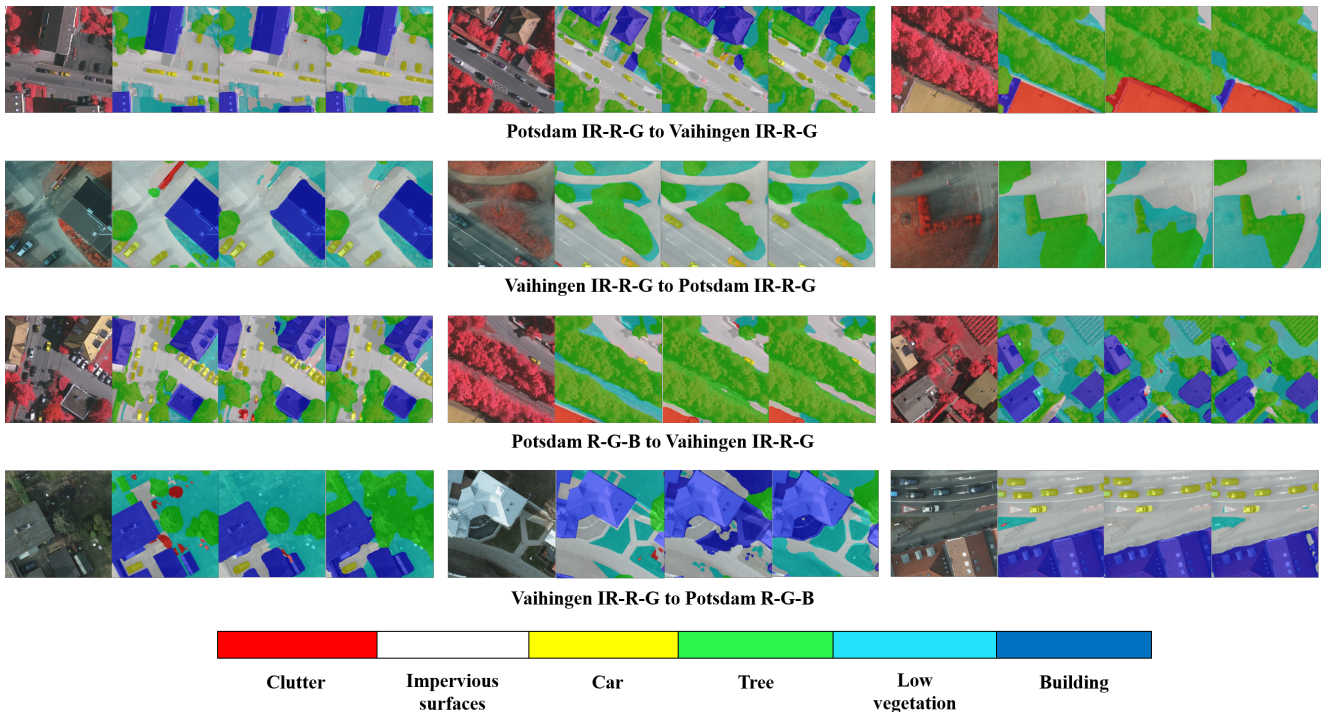 Potsdam IR-R-G to Vaihingen IR-R-G
Vaihingen IR-R-G to Potsdam IR-R-G
Potsdam R-G-B to Vaihingen IR-R-G
Vaihingen IR-R-G to Potsdam R-G-B
Clutter
Impervious
surfaces
Car
Tree
Low
vegetation
Building